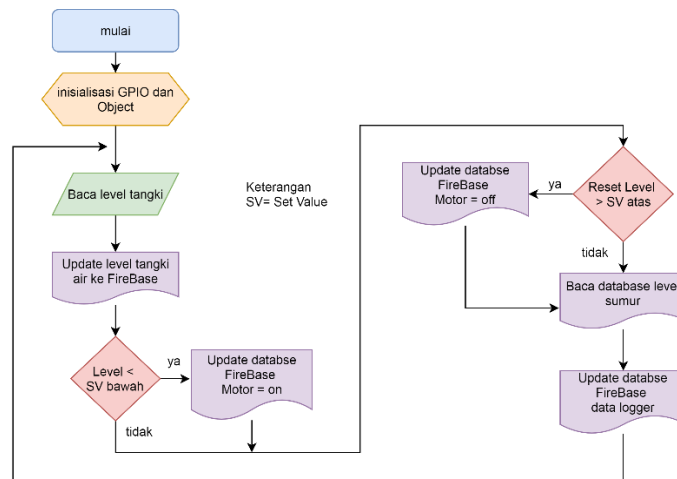 mulai
inisialisasi GPIO dan
Object
Baca level tangki
Update level tangki
air ke FireBase
Level <
SV bawah
ya
tidak
Update databse
FireBase
Motor = on
Keterangan
SV= Set Value
Reset Level
> SV atas
ya
tidak
Update databse
FireBase
Motor = off
Baca database level
sumur
Update databse
FireBase
data logger